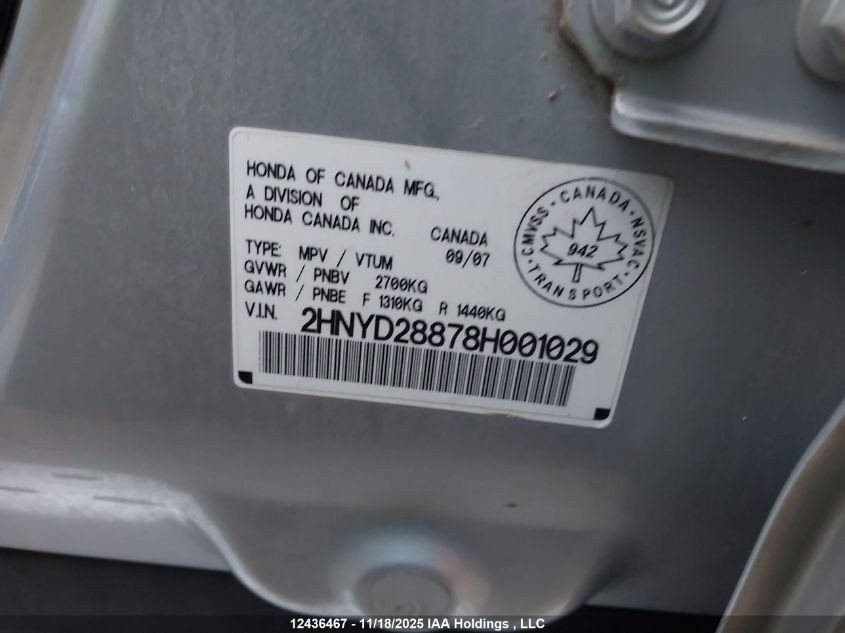 HONDA OF CANADA MFG.,
A DIVISION OF
HONDA CANADA INC. CANADA
TYPE: MPV / VTUM 09/07
GVWR / PNBV 2700KG
GAWR / PNBE F 1310KG R 1440KG
V.I.N. 2HNYD28878H001029
CANADA · NSVAC · TRANSPORT · CMVSS
942
12436467 - 11/18/2025 IAA Holdings , LLC